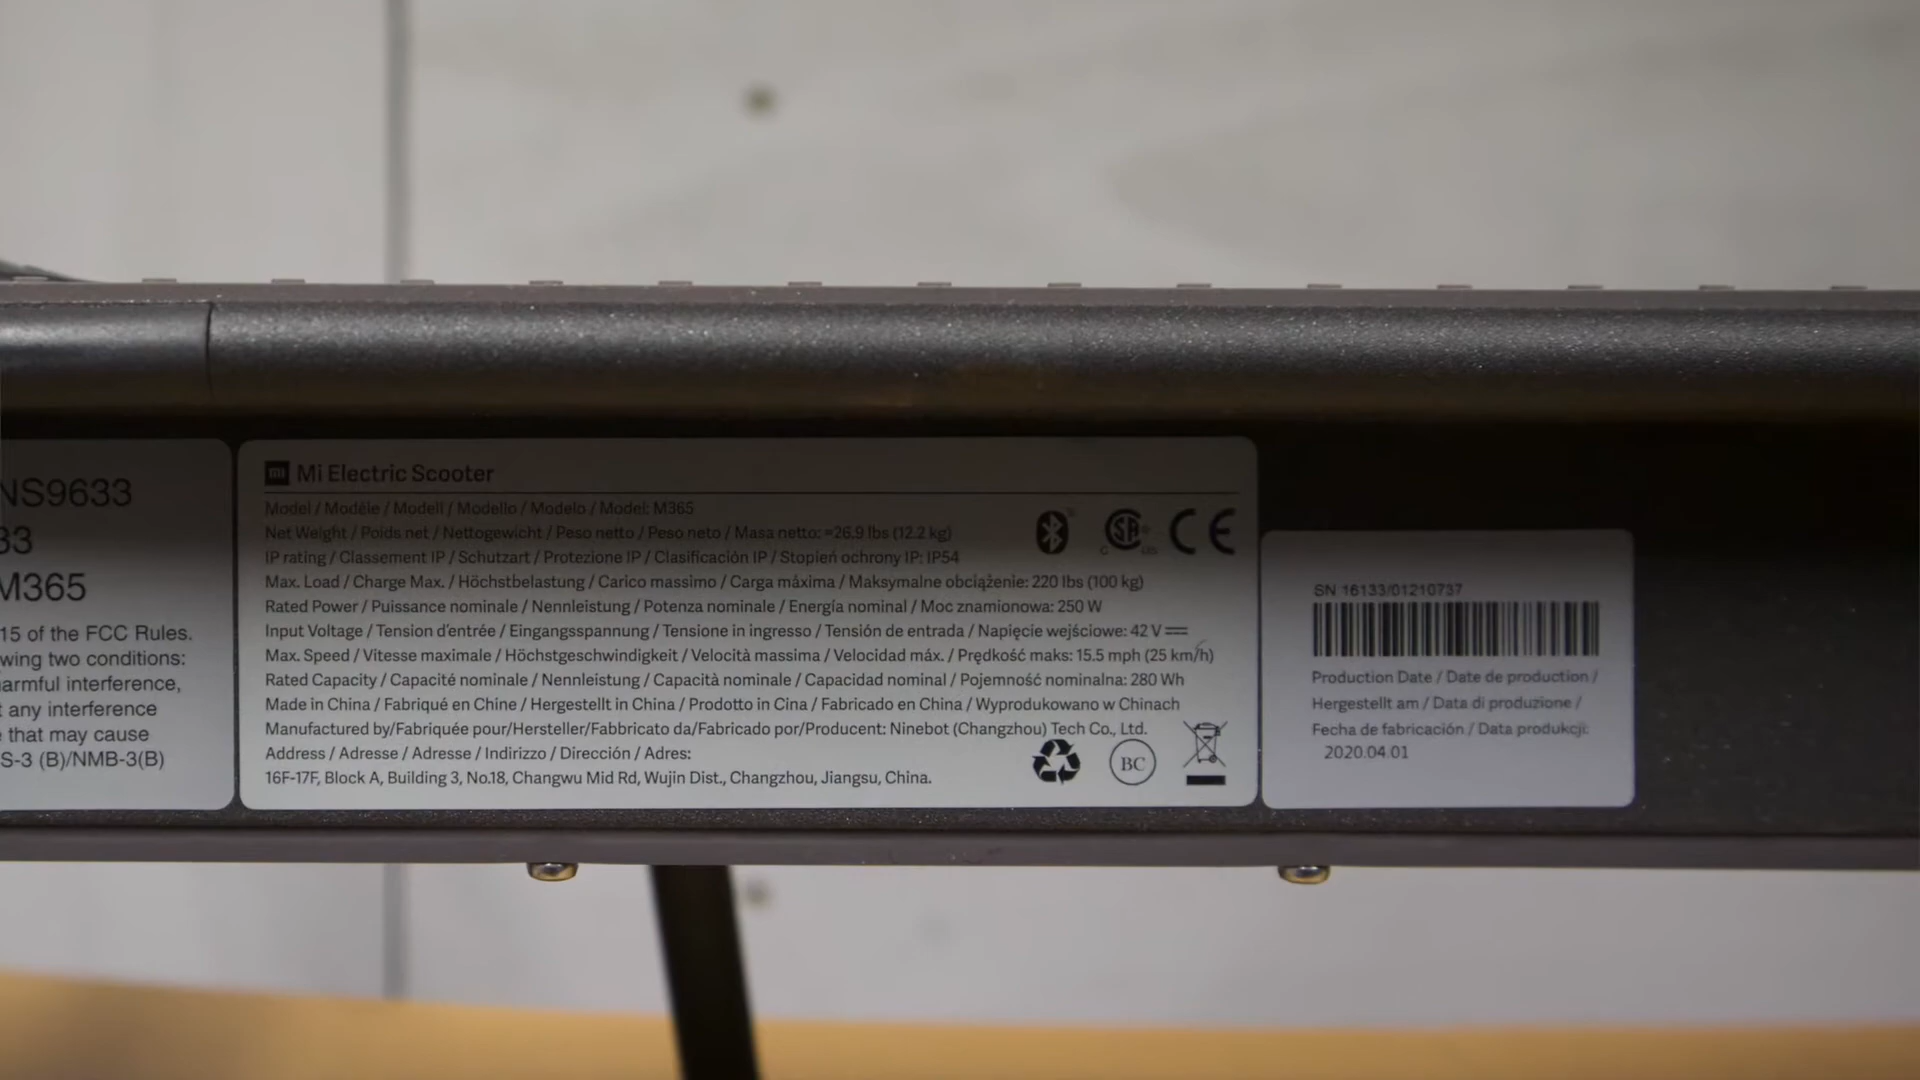 NS9633
33
M365
15 of the FCC Rules.
wing two conditions:
armful interference,
t any interference
e that may cause
S-3 (B)/NMB-3(B)
mi Mi Electric Scooter
Model / Modèle / Modell / Modello / Modelo / Model: M365
Net Weight / Poids net / Nettogewicht / Peso netto / Peso neto / Masa netto: ≈26.9 lbs (12.2 kg)
IP rating / Classement IP / Schutzart / Protezione IP / Clasificación IP / Stopień ochrony IP: IP54
Max. Load / Charge Max. / Höchstbelastung / Carico massimo / Carga máxima / Maksymalne obciążenie: 220 lbs (100 kg)
Rated Power / Puissance nominale / Nennleistung / Potenza nominale / Energía nominal / Moc znamionowa: 250 W
Input Voltage / Tension d'entrée / Eingangsspannung / Tensione in ingresso / Tensión de entrada / Napięcie wejściowe: 42 V
Max. Speed / Vitesse maximale / Höchstgeschwindigkeit / Velocità massima / Velocidad máx. / Prędkość maks: 15.5 mph (25 km/h)
Rated Capacity / Capacité nominale / Nennleistung / Capacità nominale / Capacidad nominal / Pojemność nominalna: 280 Wh
Made in China / Fabriqué en Chine / Hergestellt in China / Prodotto in Cina / Fabricado en China / Wyprodukowano w Chinach
Manufactured by/Fabriquée pour/Hersteller/Fabbricato da/Fabricado por/Producent: Ninebot (Changzhou) Tech Co., Ltd.
Address / Adresse / Adresse / Indirizzo / Dirección / Adres:
16F-17F, Block A, Building 3, No.18, Changwu Mid Rd, Wujin Dist., Changzhou, Jiangsu, China.
C SA US
CE
BC
SN 16133/01210737
Production Date / Date de production /
Hergestellt am / Data di produzione /
Fecha de fabricación / Data produkcji:
2020.04.01